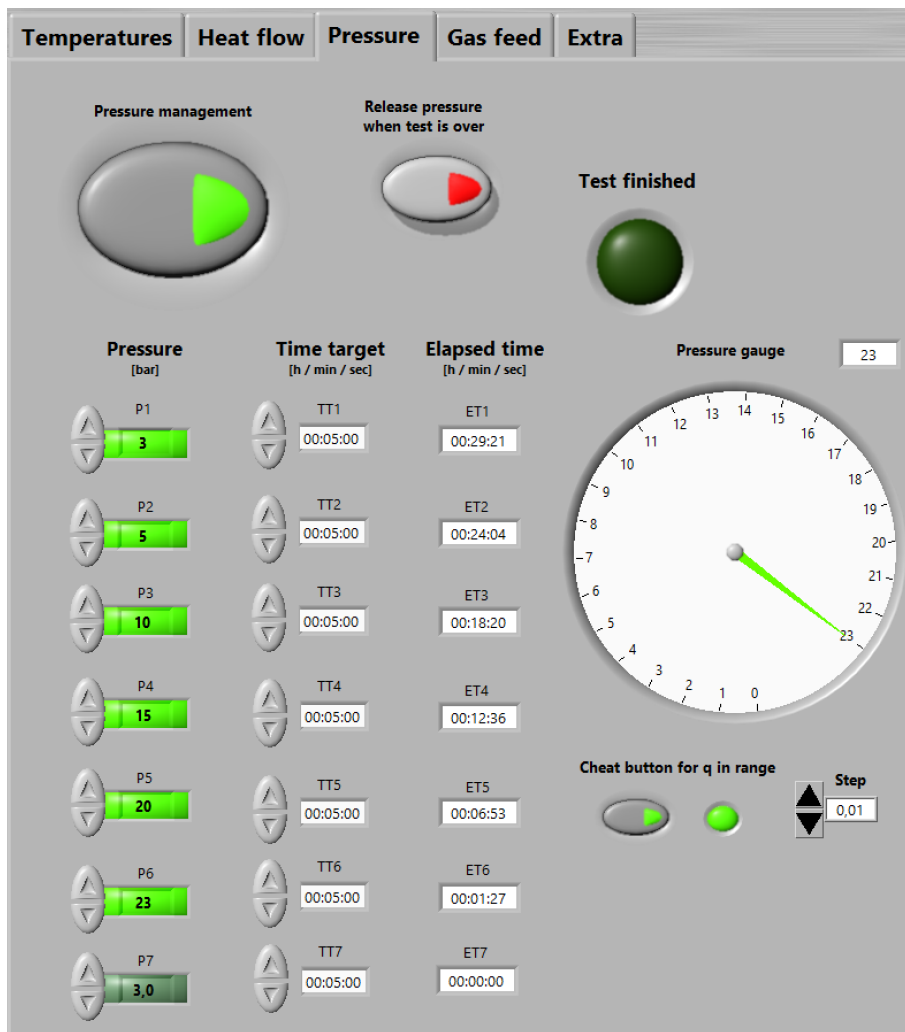 Temperatures Heat flow Pressure Gas feed Extra
Pressure management
Release pressure
when test is over
Test finished
Pressure
[bar]
Time target
[h / min / sec]
Elapsed time
[h / min / sec]
P1
3
TT1
00:05:00
ET1
00:29:21
P2
5
TT2
00:05:00
ET2
00:24:04
P3
10
TT3
00:05:00
ET3
00:18:20
P4
15
TT4
00:05:00
ET4
00:12:36
P5
20
TT5
00:05:00
ET5
00:06:53
P6
23
TT6
00:05:00
ET6
00:01:27
P7
3,0
TT7
00:05:00
ET7
00:00:00
Pressure gauge
23
0
1
2
3
4
5
6
7
8
9
10
11
12
13
14
15
16
17
18
19
20
21
22
23
Cheat button for q in range
Step
0,01